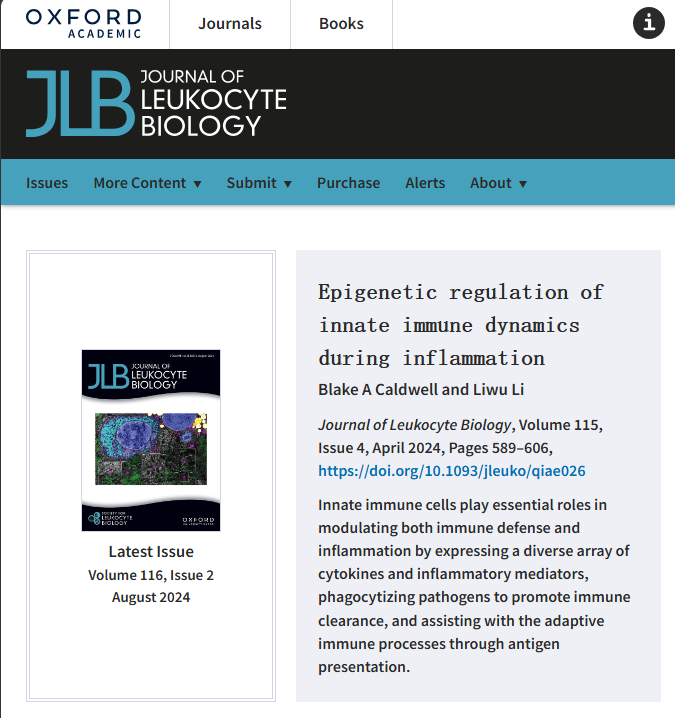 OXFORD
ACADEMIC
Journals
Books
JLB
JOURNAL OF
LEUKOCYTE
BIOLOGY
Issues
More Content ▼
Submit ▼
Purchase
Alerts
About ▼
JLB
JOURNAL OF
LEUKOCYTE
BIOLOGY
SOCIETY FOR
LEUKOCYTE
BIOLOGY
OXFORD
Latest Issue
Volume 116, Issue 2
August 2024
Epigenetic regulation of
innate immune dynamics
during inflammation
Blake A Caldwell and Liwu Li
Journal of Leukocyte Biology, Volume 115,
Issue 4, April 2024, Pages 589–606,
https://doi.org/10.1093/jleuko/qiae026
Innate immune cells play essential roles in
modulating both immune defense and
inflammation by expressing a diverse array of
cytokines and inflammatory mediators,
phagocytizing pathogens to promote immune
clearance, and assisting with the adaptive
immune processes through antigen
presentation.